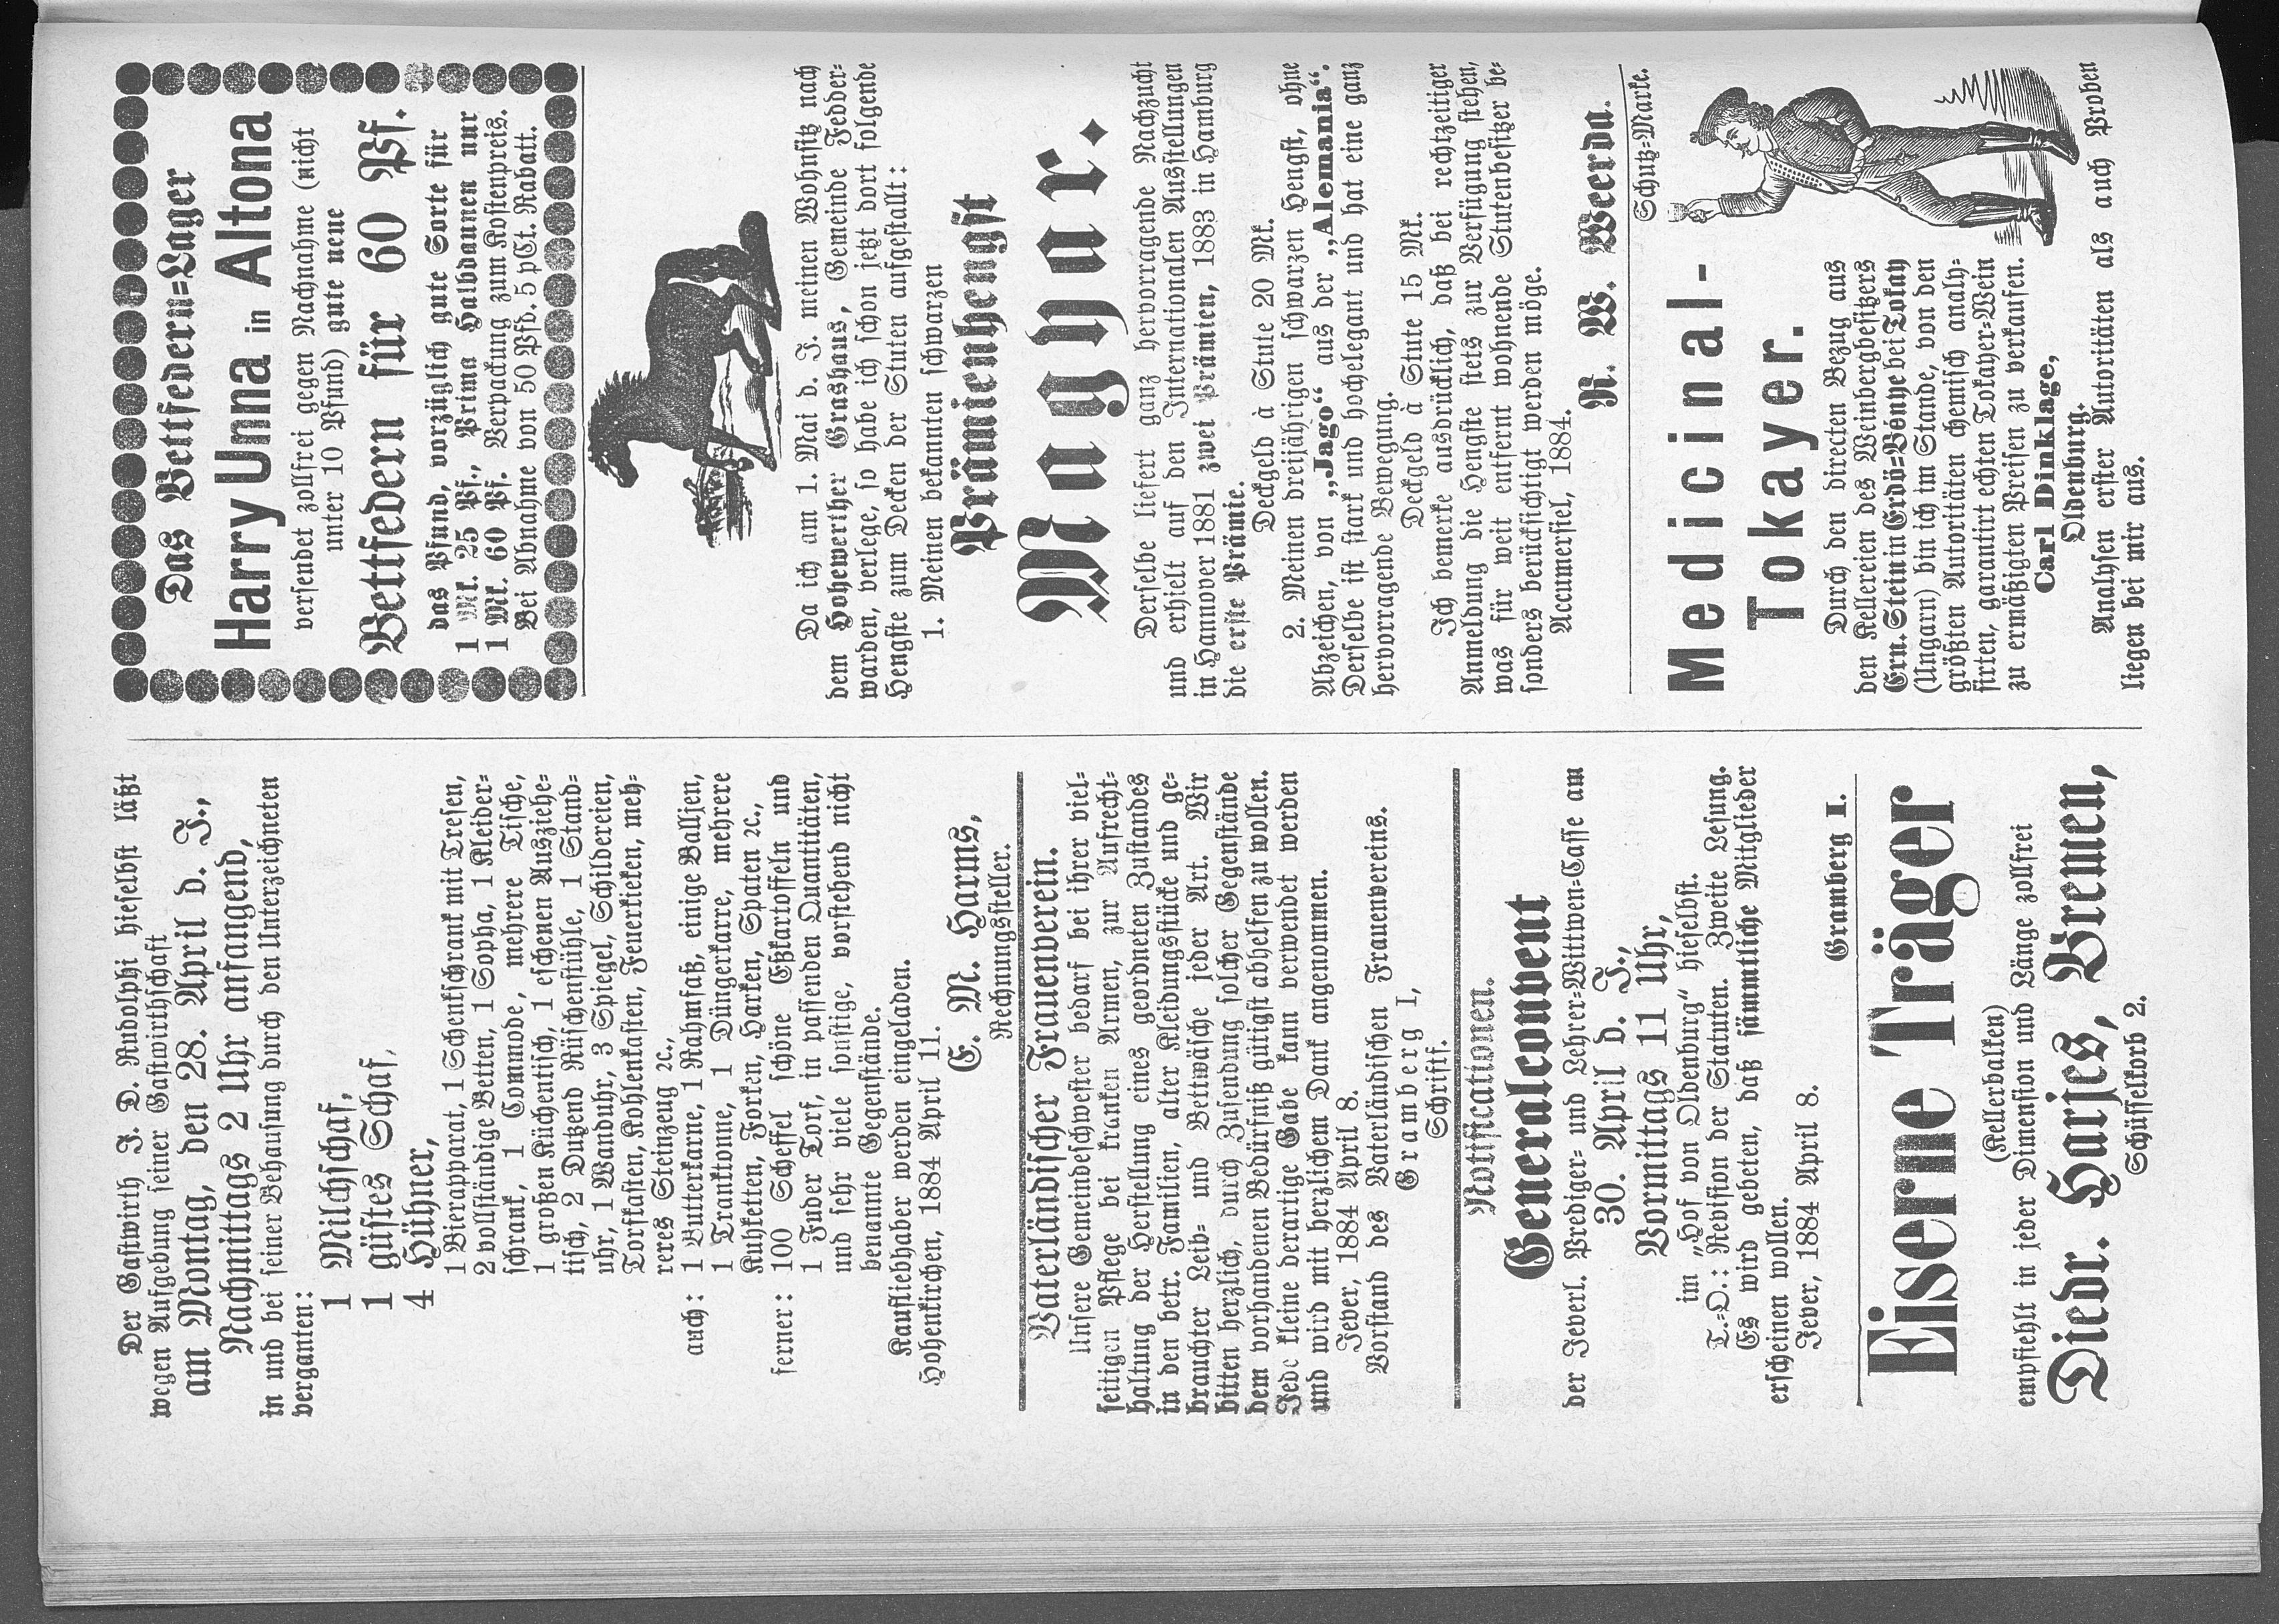 Der Gastwirth J. D. Rudolphi hieselbst läßt
wegen Aufgebung seiner Gastwirthschaft
am Montag, den 28. April d. J.,
Nachmittags 2 Uhr anfangend,
in und bei seiner Behausung durch den Unterzeichneten
verganten:
1 Milchschaf,
1 güstes Schaf,
4 Hühner,
1 Bierapparat, 1 Schenkschrank mit Tresen,
2 vollständige Betten, 1 Sopha, 1 Kleider-
schrank, 1 Commode, mehrere Tische,
1 großen Küchentisch, 1 eschenen Auszieh-
tisch, 2 Dutzend Rüschenstühle, 1 Stand-
uhr, 1 Wanduhr, 3 Spiegel, Schildereien,
Torfkasten, Kohlenkasten, Feuerkieken, meh-
reres Steinzeug ꝛc.,
auch: 1 Butterkarne, 1 Rahmfaß, einige Balljen,
1 Tranktonne, 1 Düngerkarre, mehrere
Kuhketten, Forken, Harken, Spaten ꝛc.,
ferner: 100 Scheffel schöne Eßkartoffeln und
1 Fuder Torf, in passenden Quantitäten,
und sehr viele sonstige, vorstehend nicht
benannte Gegenstände.
Kaufliebhaber werden eingeladen.
Hohenkirchen, 1884 April 11.
E. M. Harms,
Rechnungssteller.
Vaterländischer Frauenverein.
Unsere Gemeindeschwester bedarf bei ihrer viel-
seitigen Pflege bei kranken Armen, zur Aufrecht-
haltung der Herstellung eines geordneten Zustandes
in den betr. Familien, alter Kleidungsstücke und ge-
brauchter Leib- und Bettwäsche jeder Art. Wir
bitten herzlich, durch Zusendung solcher Gegenstände
dem vorhandenen Bedürfniß gütigst abhelfen zu wollen.
Jede kleine derartige Gabe kann verwendet werden
und wird mit herzlichem Dank angenommen.
Jever, 1884 April 8.
Vorstand des Vaterländischen Frauenvereins.
Gramberg I,
Schriftf.
Notificationen.
Generalconvent
der Jeverl. Prediger- und Lehrer-Wittwen-Casse am
30. April d. J.,
Vormittags 11 Uhr,
im „Hof von Oldenburg“ hieselbst.
T.-O.: Revision der Statuten. Zweite Lesung.
Es wird gebeten, daß sämmtliche Mitglieder
erscheinen wollen.
Jever, 1884 April 8.
Gramberg I.
Eiserne Träger
(Kellerbalken)
empfiehlt in jeder Dimension und Länge zollfrei
Diedr. Harjes, Bremen,
Schüsselkorb 2.
Das Bettfedern-Lager
Harry Unna in Altona
versendet zollfrei gegen Nachnahme (nicht
unter 10 Pfund) gute neue
Bettfedern für 60 Pf.
das Pfund, vorzüglich gute Sorte für
1 Mk. 25 Pf., Prima Halbdaunen nur
1 Mk. 60 Pf. Verpackung zum Kostenpreis.
Bei Abnahme von 50 Pfd. 5 pCt. Rabatt.
Da ich am 1. Mai d. J. meinen Wohnsitz nach
dem Hohewerther Grashaus, Gemeinde Fedder-
warden, verlege, so habe ich schon jetzt dort folgende
Hengste zum Decken der Stuten aufgestallt:
1. Meinen bekannten schwarzen
Prämienhengst
Magyar.
Derselbe liefert ganz hervorragende Nachzucht
und erhielt auf den Internationalen Ausstellungen
in Hannover 1881 zwei Prämien, 1883 in Hamburg
die erste Prämie.
Deckgeld à Stute 20 Mk.
2. Meinen dreijährigen schwarzen Hengst, ohne
Abzeichen, von „Jago“ aus der „Alemania“.
Derselbe ist stark und hochelegant und hat eine ganz
hervorragende Bewegung.
Deckgeld à Stute 15 Mk.
Ich bemerke ausdrücklich, daß bei rechtzeitiger
Anmeldung die Hengste stets zur Verfügung stehen,
was für weit entfernt wohnende Stutenbesitzer be-
sonders berücksichtigt werden möge.
Accumersiel, 1884.
R. W. Weerda.
Schutz-Marke.
Medicinal-
Tokayer.
Durch den directen Bezug aus
den Kellereien des Weinbergbesitzers
Ern. Stein in Erdö-Bénye bei Tokay
(Ungarn) bin ich im Stande, von den
größten Autoritäten chemisch analy-
sirten, garantirt echten Tokayer-Wein
zu ermäßigten Preisen zu verkaufen.
Carl Dinklage,
Oldenburg.
Analysen erster Autoritäten als auch Proben
liegen bei mir aus.